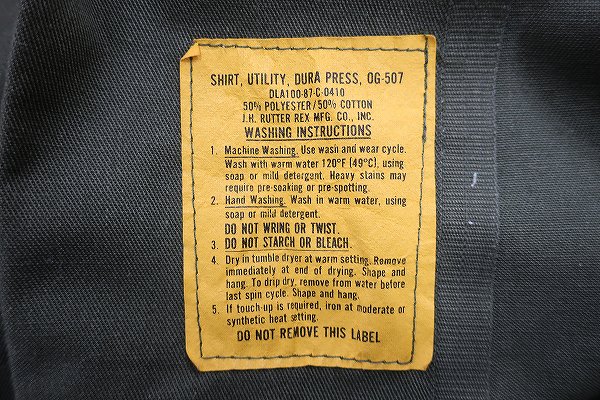 SHIRT, UTILITY, DURA PRESS, OG-507
DLA100-87-C-0410
50% POLYESTER/50% COTTON
J.H. RUTTER REX MFG. CO., INC.
WASHING INSTRUCTIONS
1. Machine Washing. Use wash and wear cycle.
Wash with warm water 120°F (49°C), using
soap or mild detergent. Heavy stains may
require pre-soaking or pre-spotting.
2. Hand Washing. Wash in warm water, using
soap or mild detergent.
DO NOT WRING OR TWIST.
3. DO NOT STARCH OR BLEACH.
4. Dry in tumble dryer at warm setting. Remove
immediately at end of drying. Shape and
hang. To drip dry, remove from water before
last spin cycle. Shape and hang.
5. If touch-up is required, iron at moderate or
synthetic heat setting.
DO NOT REMOVE THIS LABEL